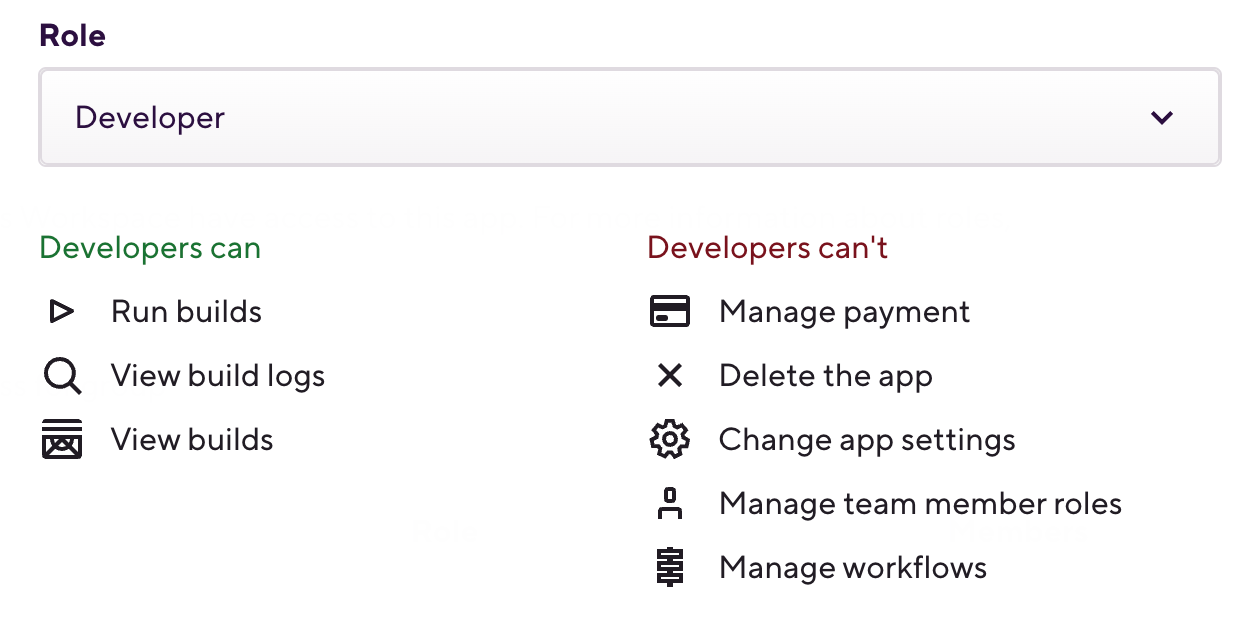 Role
Developer
Developers can
Run builds
View build logs
View builds
Developers can't
Manage payment
Delete the app
Change app settings
Manage team member roles
Manage workflows